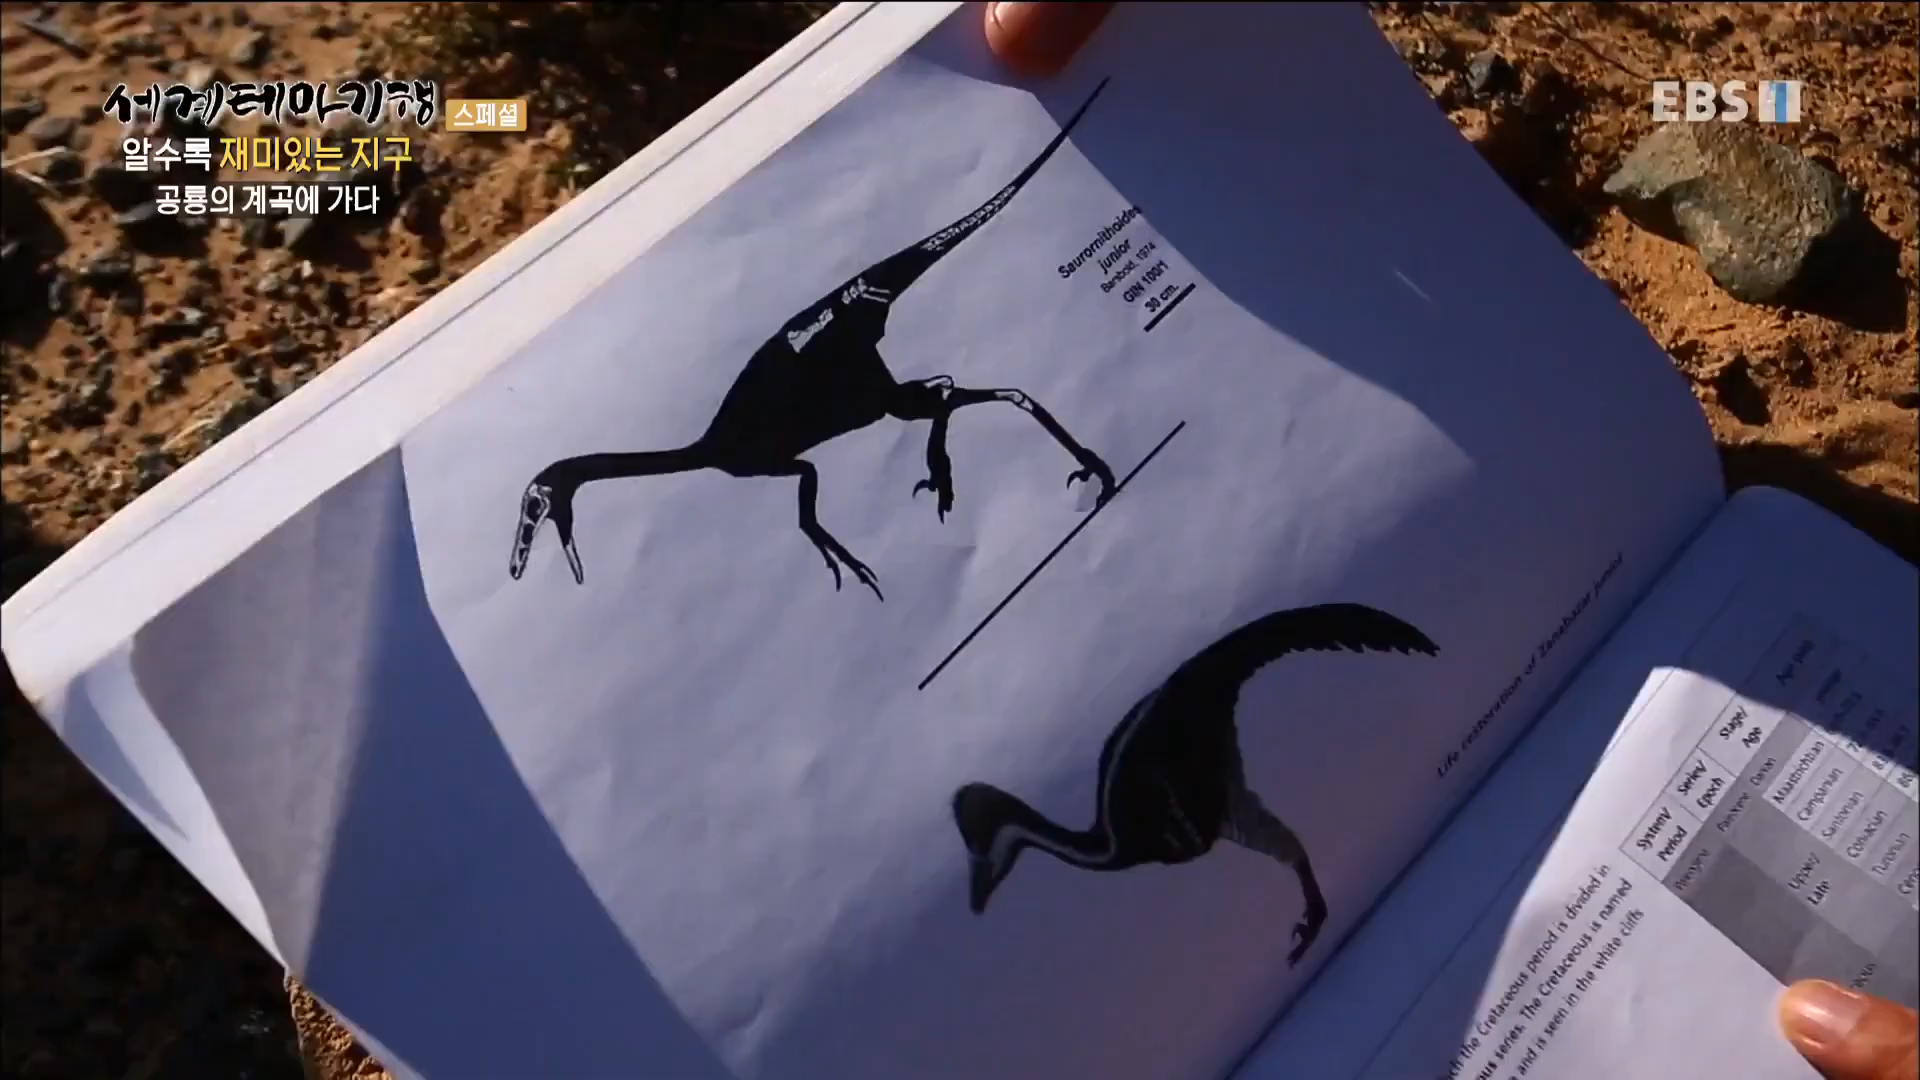 세계테마기행 스페셜
알수록 재미있는 지구
공룡의 계곡에 가다
EBS 1
Saurornithoides
junior
Barsbold, 1974
GIN 100/1
30 cm.
Life restoration of Zanabazar junior
System/
Period
Series/
Epoch
Stage/
Age
Paleogene
Paleocene
Danian
Upper/
Late
Maastrichtian
Campanian
Santonian
Coniacian
Turonian
the Cretaceous period is divided in
series. The Cretaceous is named
and is seen in the white cliffs